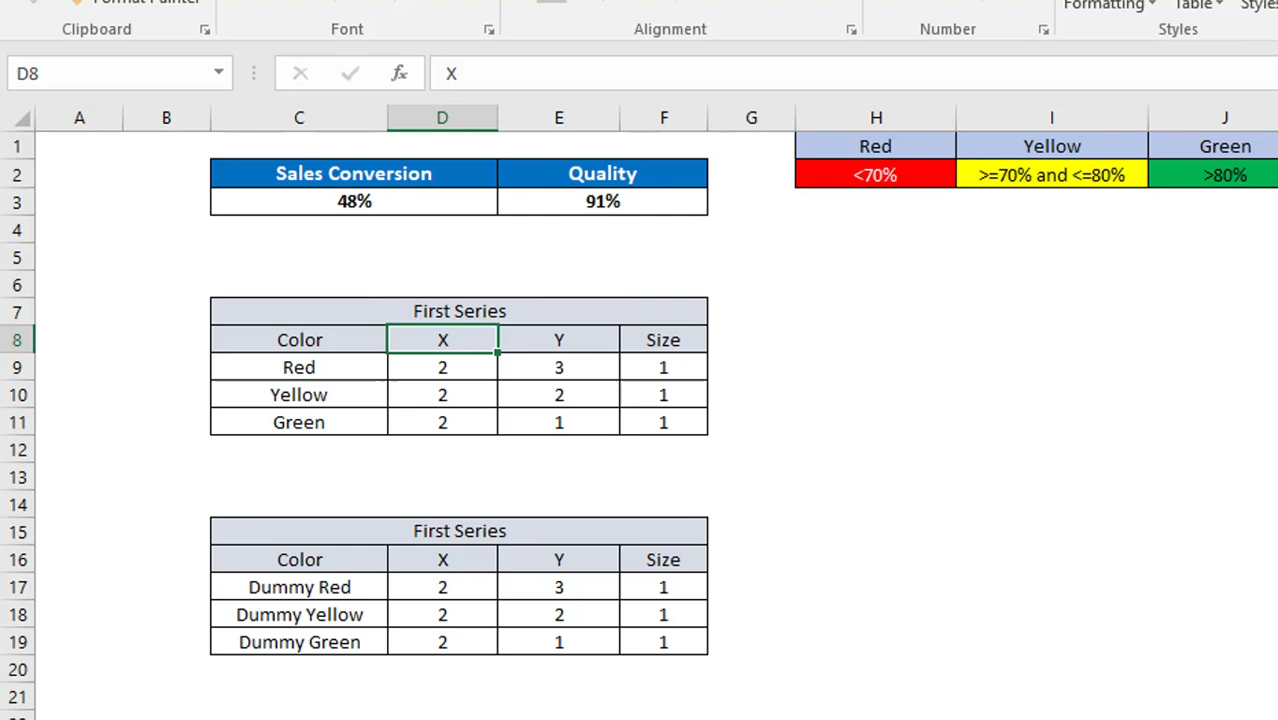 Format Painter
Formatting Table Styles
Clipboard Font Alignment Number Styles
D8 fx X
A B C D E F G H I J
1 Red Yellow Green
2 Sales Conversion Quality <70% >=70% and <=80% >80%
3 48% 91%
4
5
6
7 First Series
8 Color X Y Size
9 Red 2 3 1
10 Yellow 2 2 1
11 Green 2 1 1
12
13
14
15 First Series
16 Color X Y Size
17 Dummy Red 2 3 1
18 Dummy Yellow 2 2 1
19 Dummy Green 2 1 1
20
21